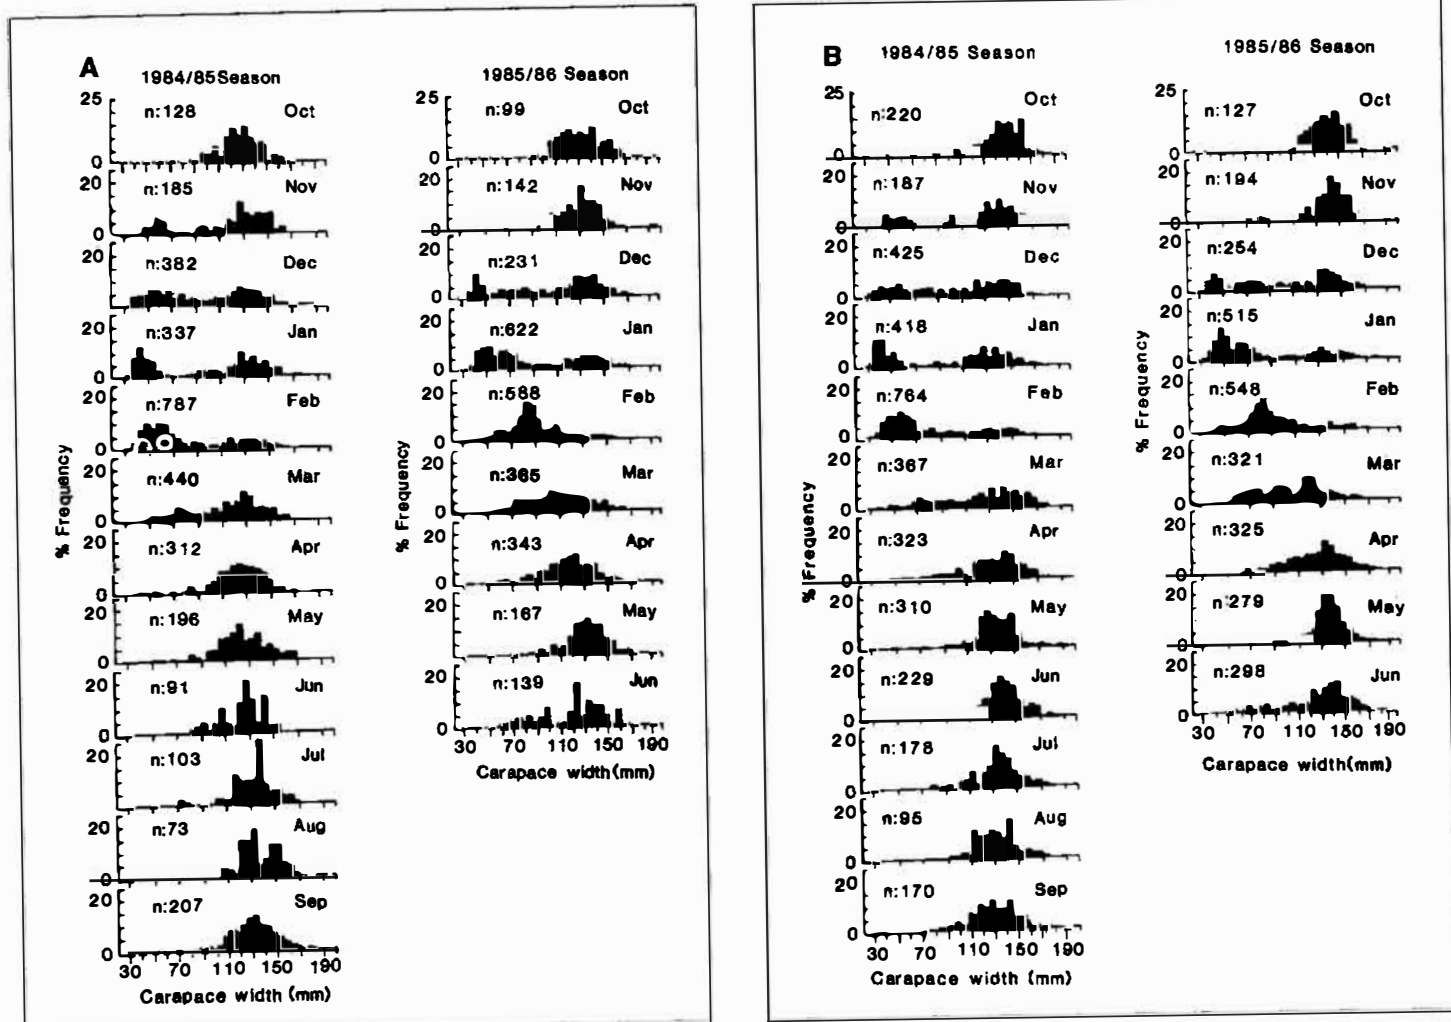 A
1984/85 Season
25
n:128
Oct
0
20
n:185
Nov
0
20
n:382
Dec
0
20
n:337
Jan
0
20
n:787
Feb
0
20
n:440
Mar
0
20
n:312
Apr
0
20
n:196
May
0
20
n:91
Jun
0
20
n:103
Jul
0
20
n:73
Aug
0
20
n:207
Sep
0
30 70 110 150 190
Carapace width (mm)
% Frequency
1985/86 Season
25
n:99
Oct
0
20
n:142
Nov
0
20
n:231
Dec
0
20
n:622
Jan
0
20
n:588
Feb
0
20
n:365
Mar
0
20
n:343
Apr
0
20
n:167
May
0
20
n:139
Jun
0
30 70 110 150 190
Carapace width(mm)
% Frequency
B
1984/85 Season
25
n:220
Oct
0
20
n:187
Nov
0
20
n:425
Dec
0
20
n:418
Jan
0
20
n:764
Feb
0
20
n:367
Mar
0
20
n:323
Apr
0
20
n:310
May
0
20
n:229
Jun
0
20
n:178
Jul
0
20
n:95
Aug
0
20
n:170
Sep
0
30 70 110 150 190
Carapace width (mm)
% Frequency
1985/86 Season
25
n:127
Oct
0
20
n:194
Nov
0
20
n:254
Dec
0
20
n:515
Jan
0
20
n:548
Feb
0
20
n:321
Mar
0
20
n:325
Apr
0
20
n:279
May
0
20
n:298
Jun
0
30 70 110 150 190
Carapace width(mm)
% Frequency